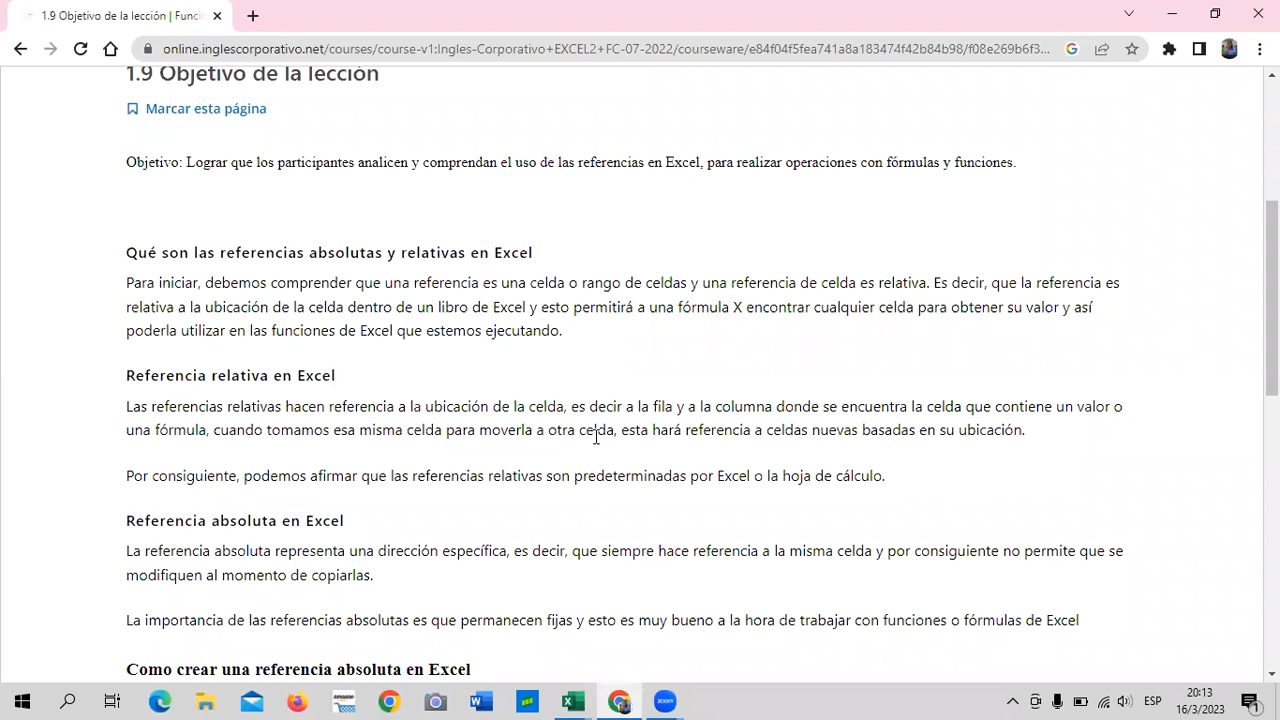 1.9 Objetivo de la lección | Funci
online.inglescorporativo.net/courses/course-v1:Ingles-Corporativo+EXCEL2+FC-07-2022/courseware/e84f04f5fea741a8a183474f42b84b98/f08e269b6f3...
1.9 Objetivo de la lección
Marcar esta página
Objetivo: Lograr que los participantes analicen y comprendan el uso de las referencias en Excel, para realizar operaciones con fórmulas y funciones.
Qué son las referencias absolutas y relativas en Excel
Para iniciar, debemos comprender que una referencia es una celda o rango de celdas y una referencia de celda es relativa. Es decir, que la referencia es
relativa a la ubicación de la celda dentro de un libro de Excel y esto permitirá a una fórmula X encontrar cualquier celda para obtener su valor y así
poderla utilizar en las funciones de Excel que estemos ejecutando.
Referencia relativa en Excel
Las referencias relativas hacen referencia a la ubicación de la celda, es decir a la fila y a la columna donde se encuentra la celda que contiene un valor o
una fórmula, cuando tomamos esa misma celda para moverla a otra celda, esta hará referencia a celdas nuevas basadas en su ubicación.
Por consiguiente, podemos afirmar que las referencias relativas son predeterminadas por Excel o la hoja de cálculo.
Referencia absoluta en Excel
La referencia absoluta representa una dirección específica, es decir, que siempre hace referencia a la misma celda y por consiguiente no permite que se
modifiquen al momento de copiarlas.
La importancia de las referencias absolutas es que permanecen fijas y esto es muy bueno a la hora de trabajar con funciones o fórmulas de Excel
Como crear una referencia absoluta en Excel
amazon
zoom
ESP
20:13
16/3/2023